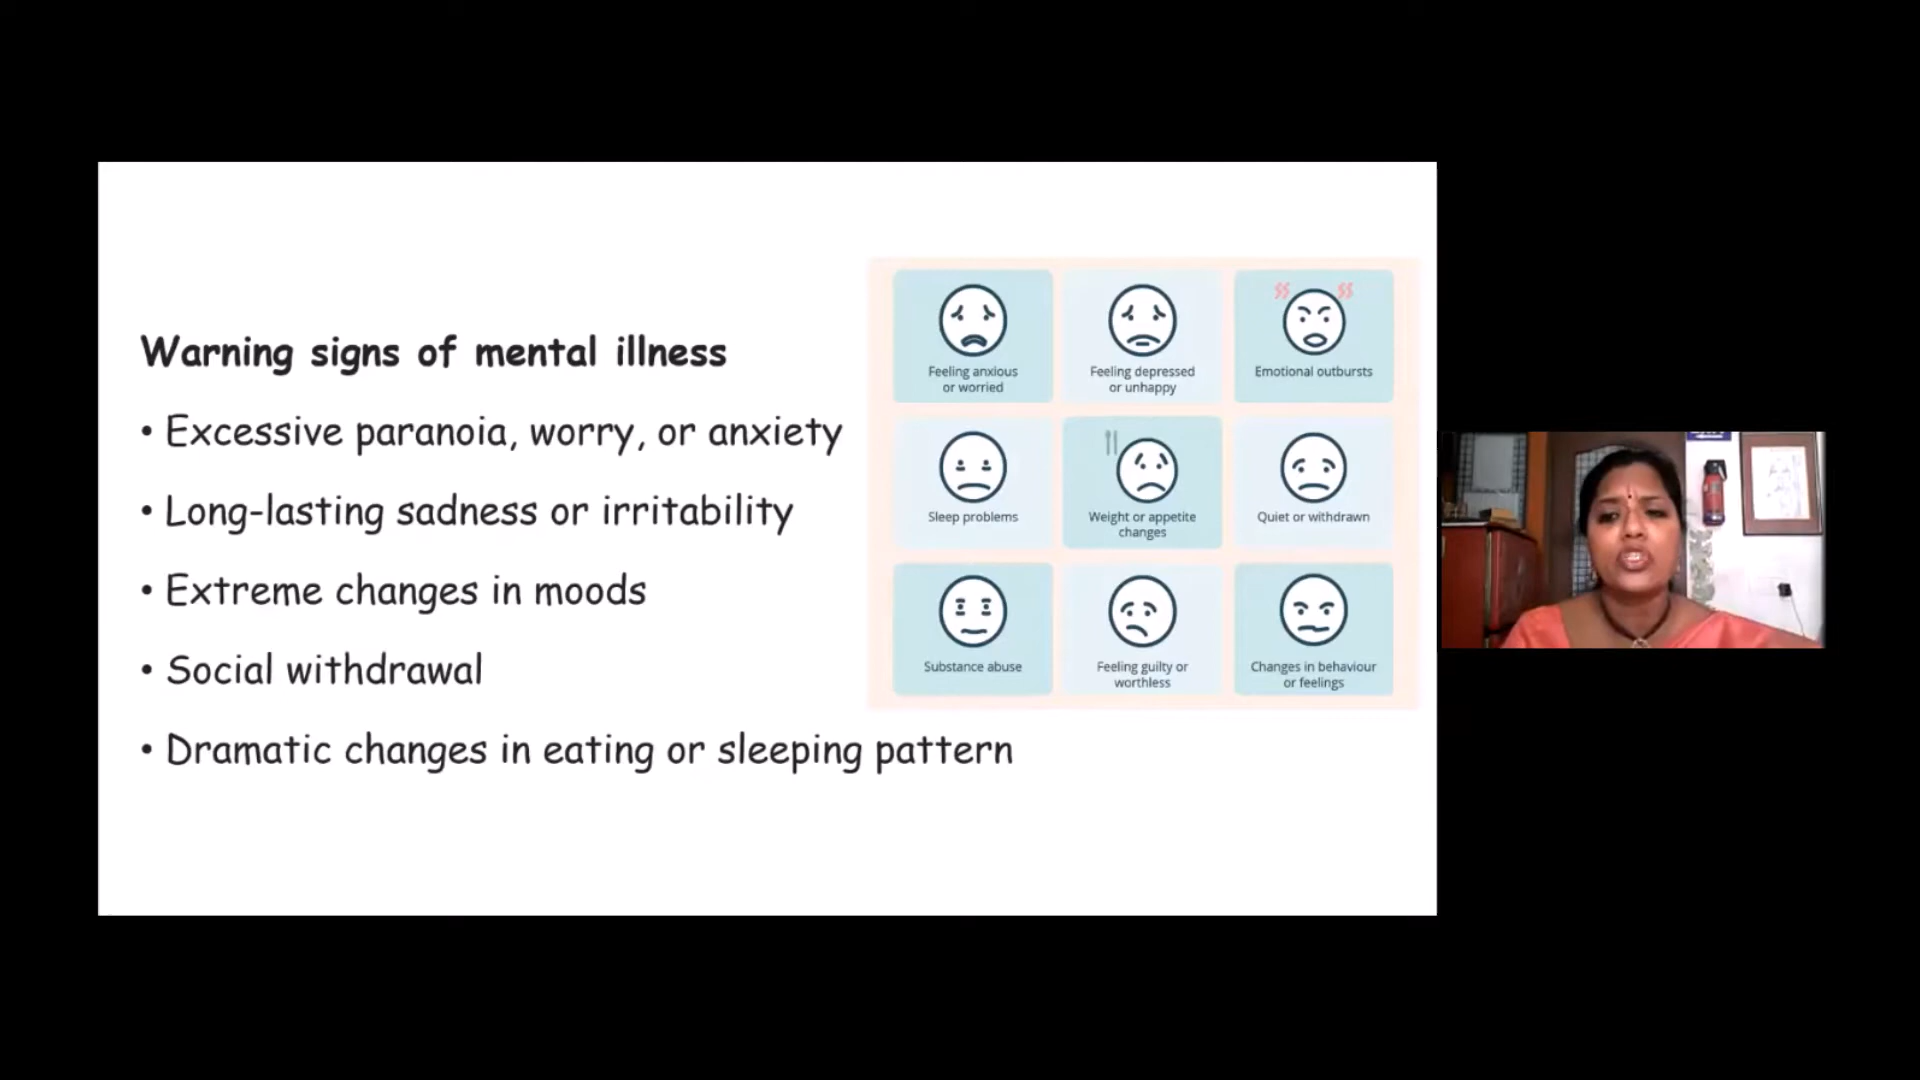 Warning signs of mental illness
• Excessive paranoia, worry, or anxiety
• Long-lasting sadness or irritability
• Extreme changes in moods
• Social withdrawal
• Dramatic changes in eating or sleeping pattern
Feeling anxious
or worried
Feeling depressed
or unhappy
Emotional outbursts
Sleep problems
Weight or appetite
changes
Quiet or withdrawn
Substance abuse
Feeling guilty or
worthless
Changes in behaviour
or feelings